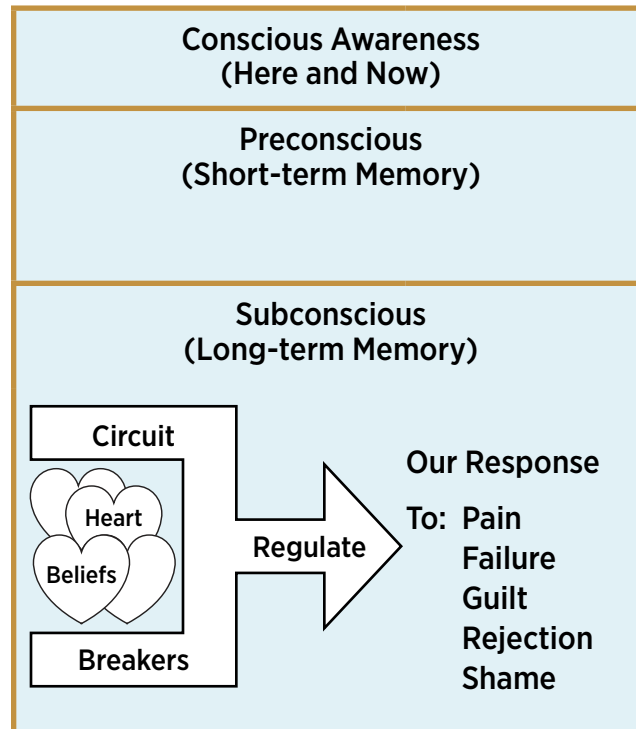 Conscious Awareness
(Here and Now)
Preconscious
(Short-term Memory)
Subconscious
(Long-term Memory)
Circuit
Heart
Beliefs
Breakers
Regulate
Our Response
To: Pain
Failure
Guilt
Rejection
Shame